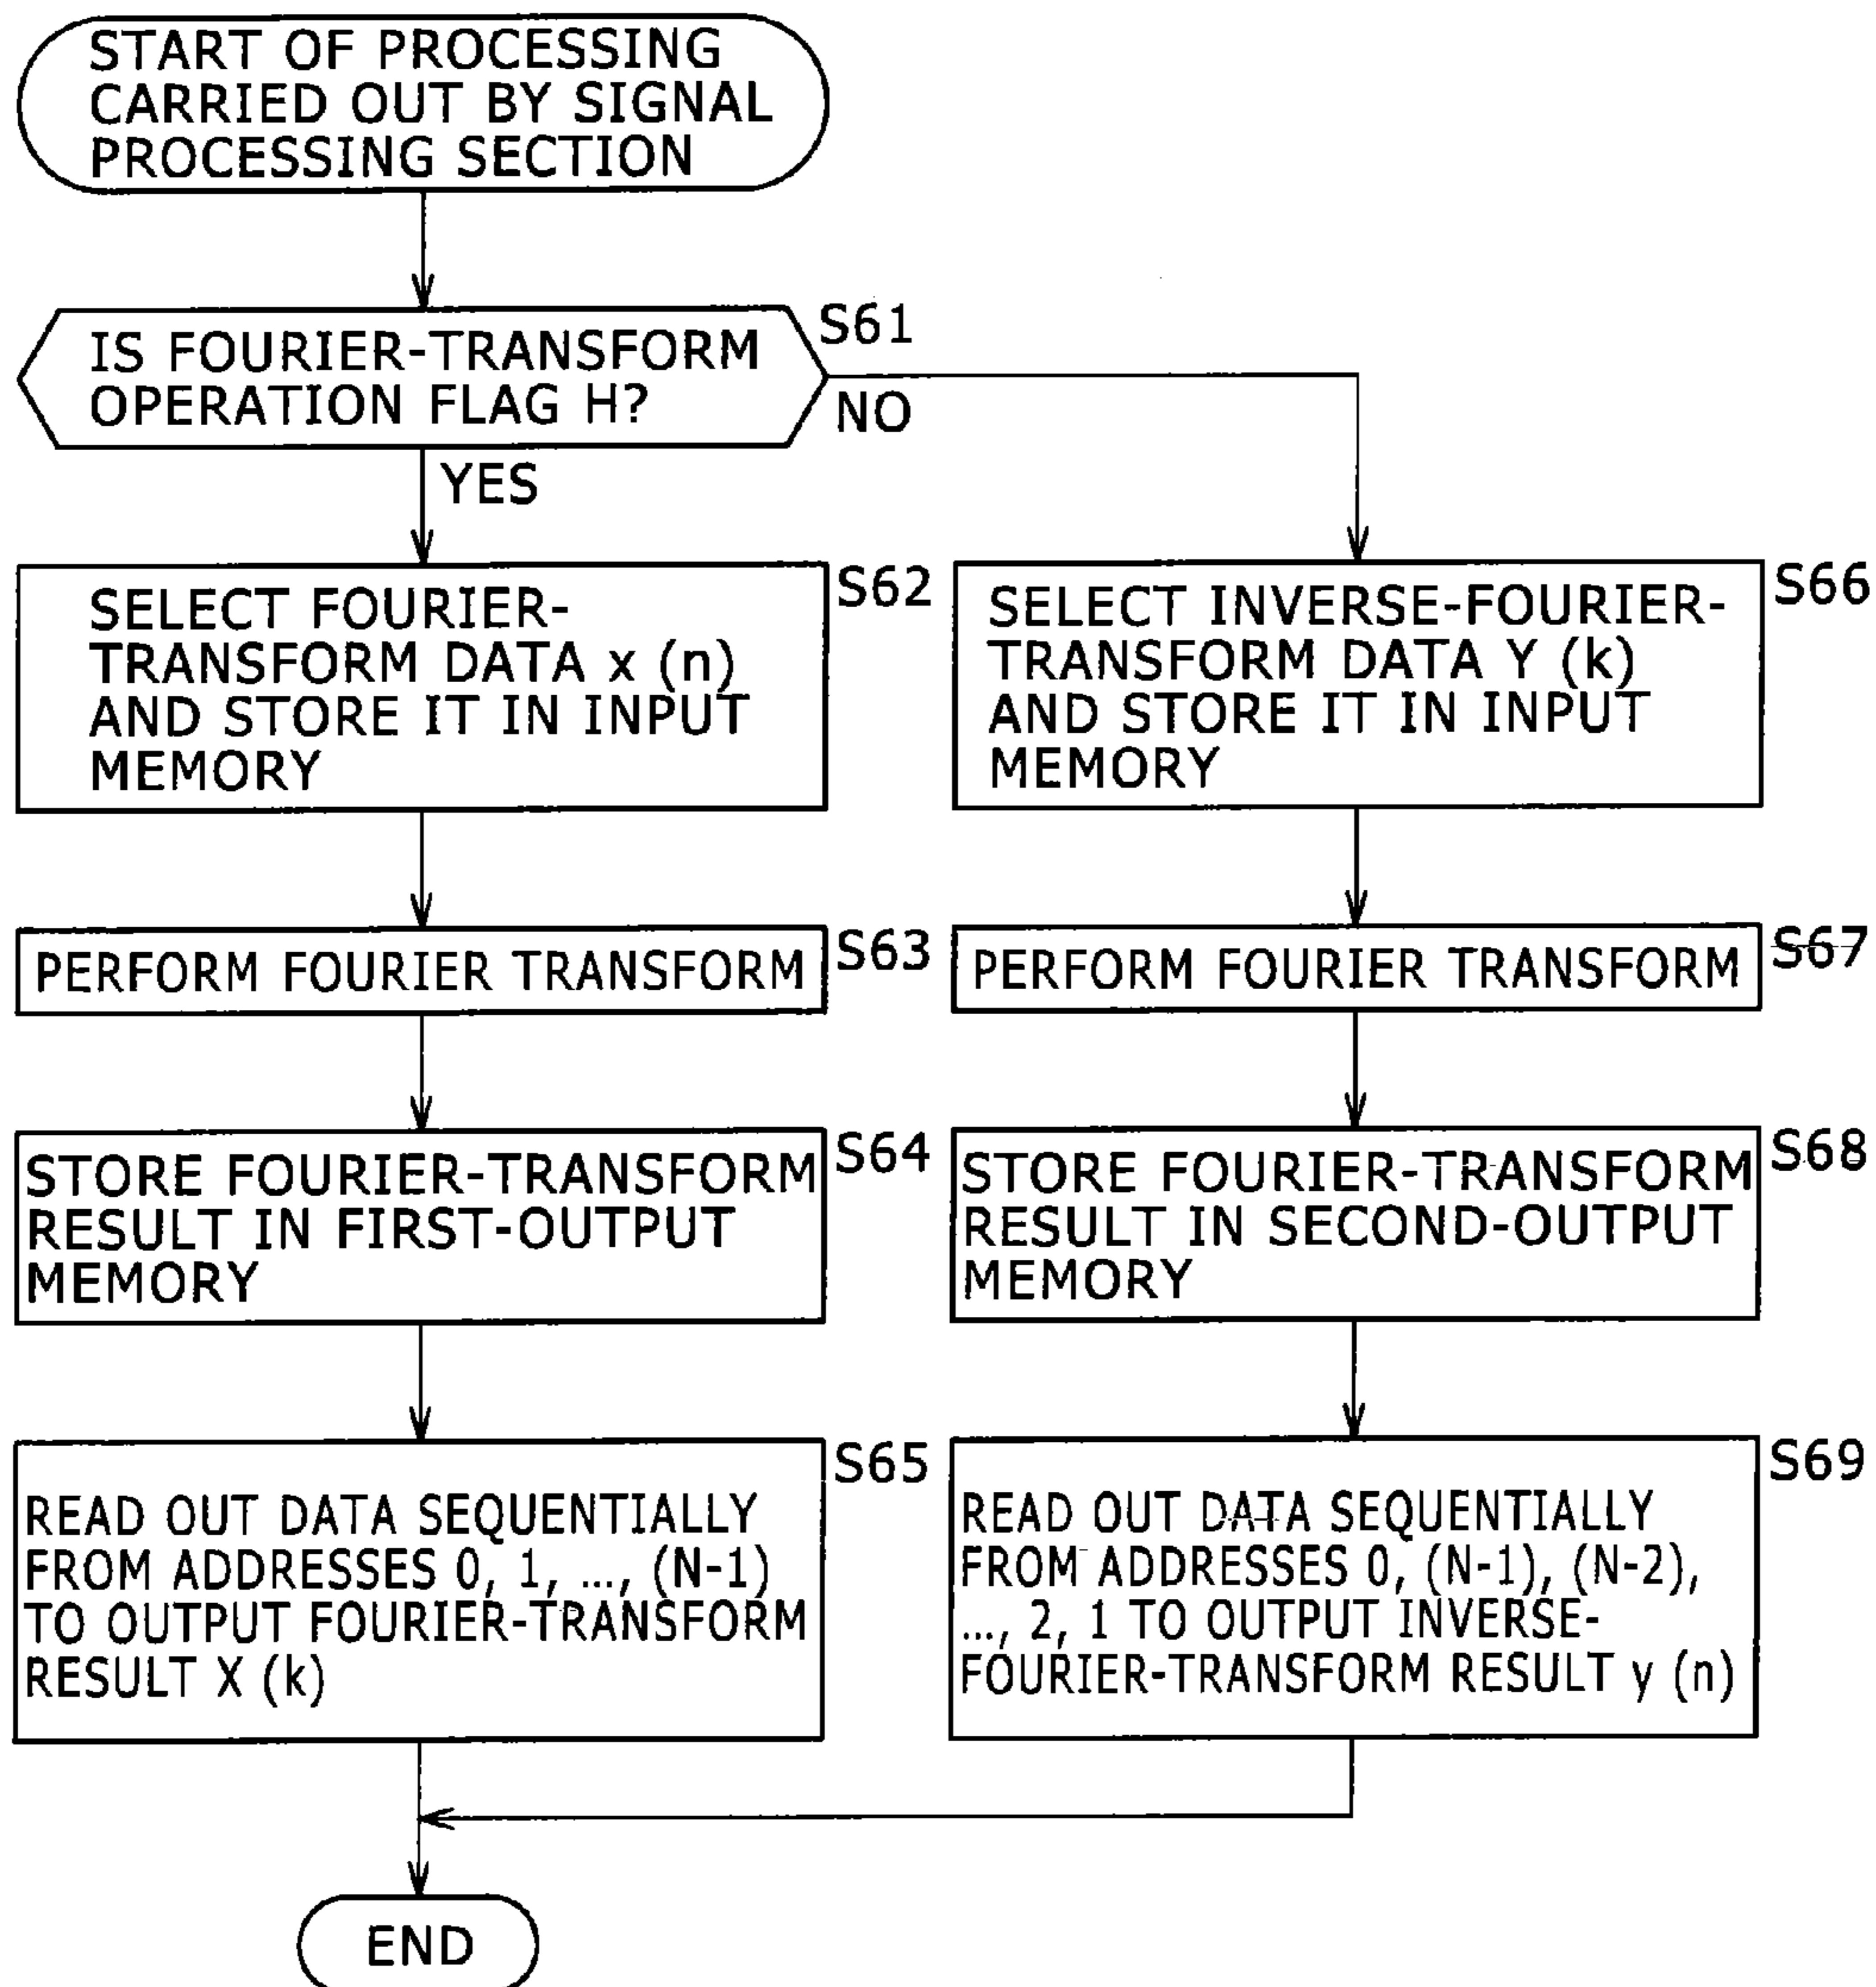 START OF PROCESSING
CARRIED OUT BY SIGNAL
PROCESSING SECTION
IS FOURIER-TRANSFORM
OPERATION FLAG H?
S61
NO
YES
SELECT FOURIER-
TRANSFORM DATA x (n)
AND STORE IT IN INPUT
MEMORY
S62
SELECT INVERSE-FOURIER-
TRANSFORM DATA Y (k)
AND STORE IT IN INPUT
MEMORY
S66
PERFORM FOURIER TRANSFORM
S63
PERFORM FOURIER TRANSFORM
S67
STORE FOURIER-TRANSFORM
RESULT IN FIRST-OUTPUT
MEMORY
S64
STORE FOURIER-TRANSFORM
RESULT IN SECOND-OUTPUT
MEMORY
S68
READ OUT DATA SEQUENTIALLY
FROM ADDRESSES 0, 1, ..., (N-1)
TO OUTPUT FOURIER-TRANSFORM
RESULT X (k)
S65
READ OUT DATA SEQUENTIALLY
FROM ADDRESSES 0, (N-1), (N-2),
..., 2, 1 TO OUTPUT INVERSE-
FOURIER-TRANSFORM RESULT y (n)
S69
END